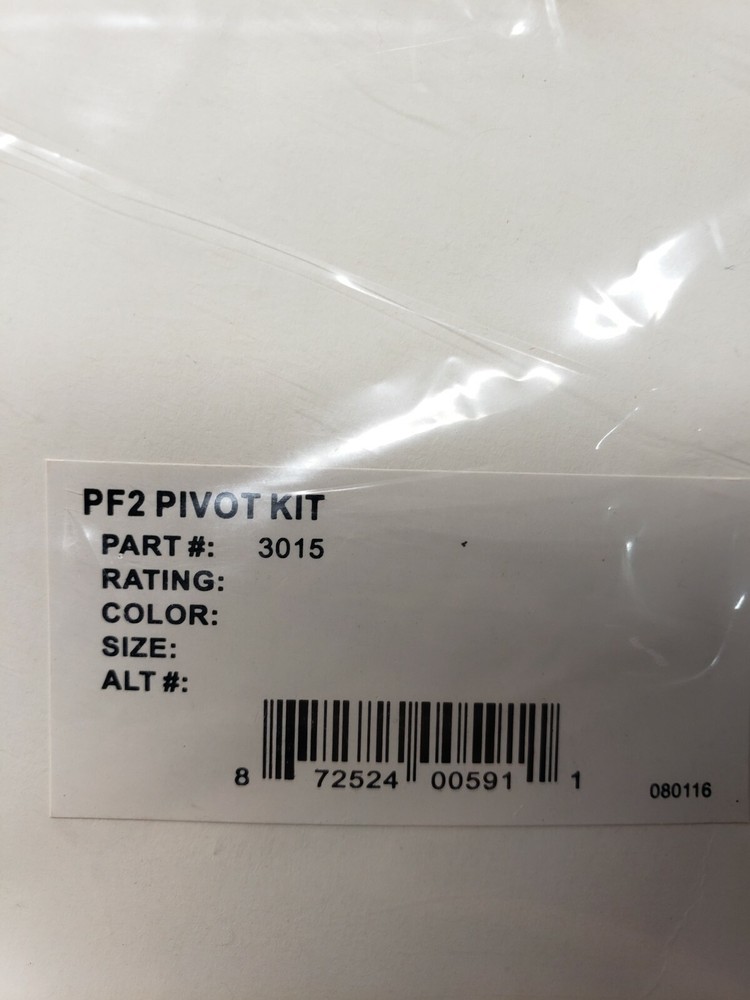 PF2 PIVOT KIT
PART #: 3015
RATING:
COLOR:
SIZE:
ALT #:
8 72524 00591 1
080116